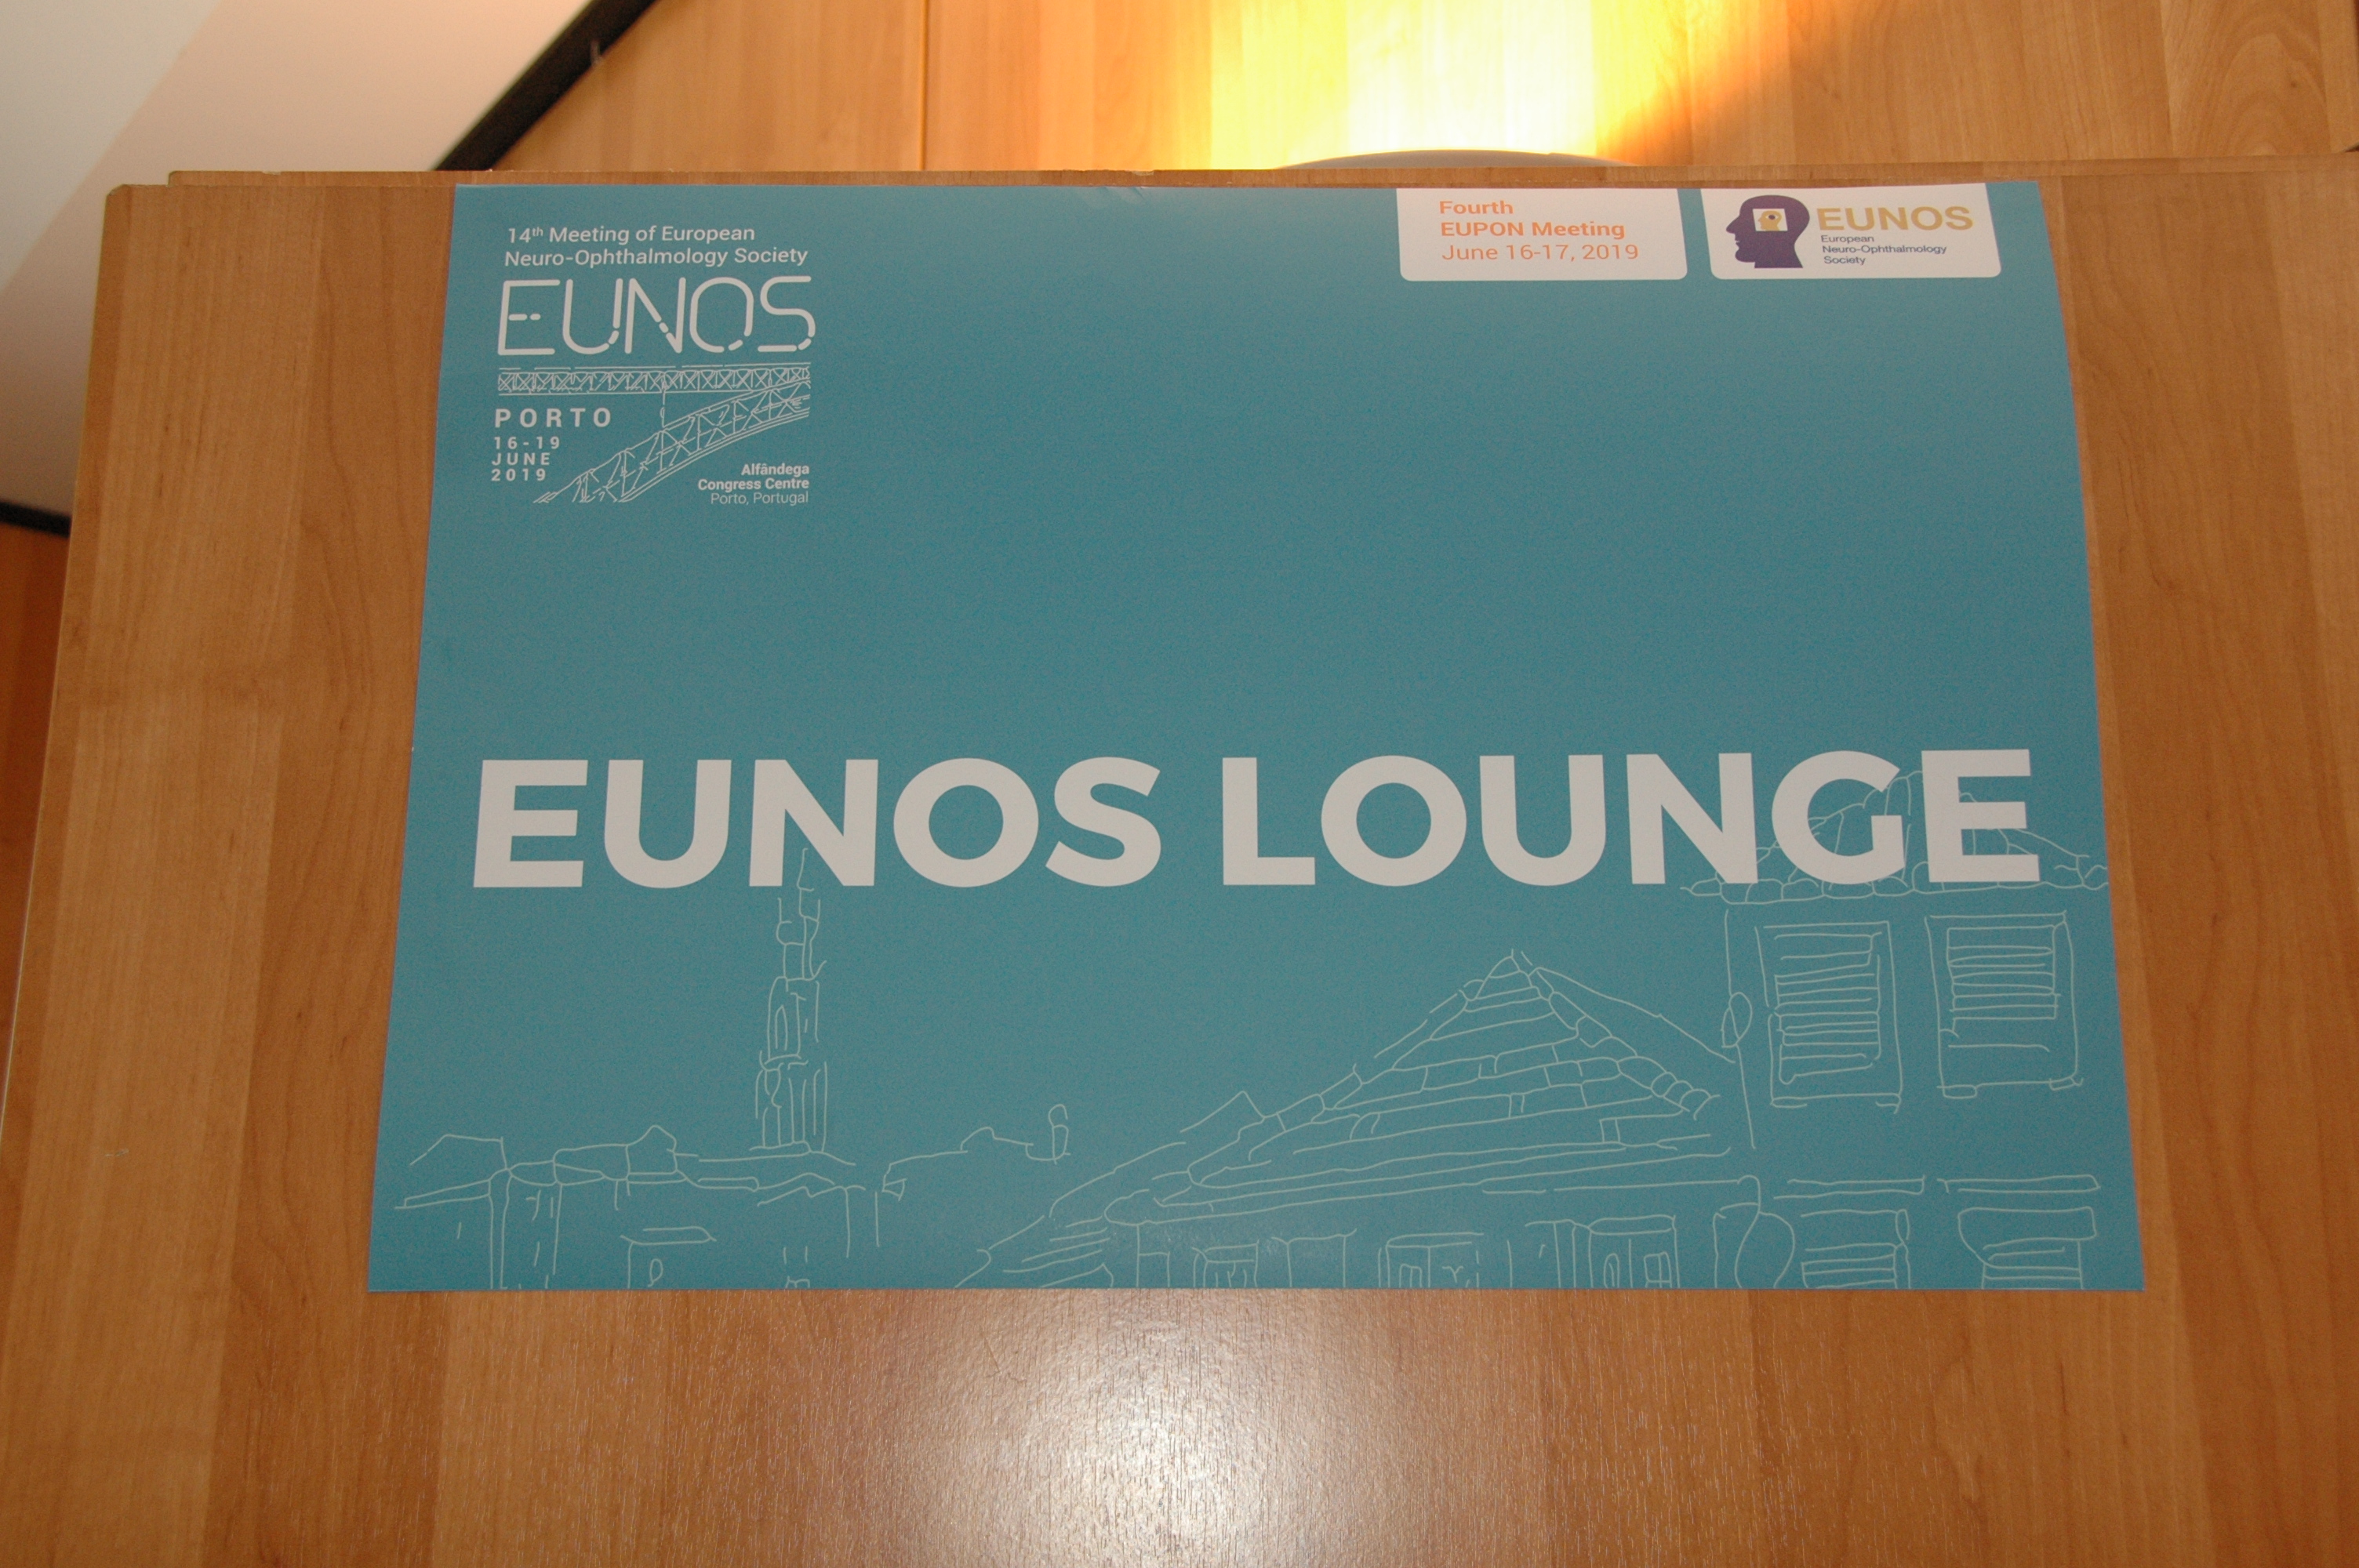 14th Meeting of European
Neuro-Ophthalmology Society
EUNOS
PORTO
16-19
JUNE
2019
Alfândega
Congress Centre
Porto, Portugal
Fourth
EUPON Meeting
June 16-17, 2019
EUNOS
European
Neuro-Ophthalmology
Society
EUNOS LOUNGE